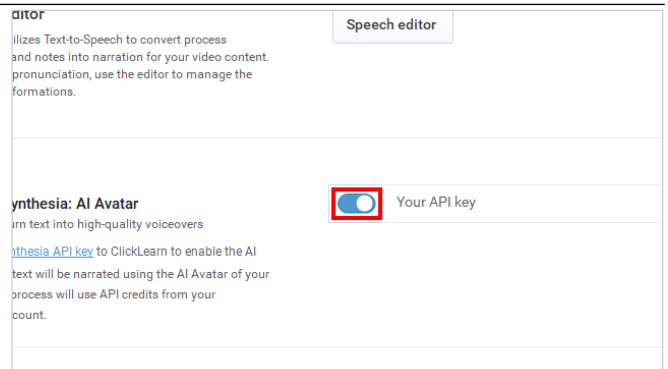 ditor
ilizes Text-to-Speech to convert process
and notes into narration for your video content.
pronunciation, use the editor to manage the
formations.
Speech editor
ynthesia: AI Avatar
urn text into high-quality voiceovers
nthesia API key to ClickLearn to enable the AI
text will be narrated using the AI Avatar of your
process will use API credits from your
count.
Your API key